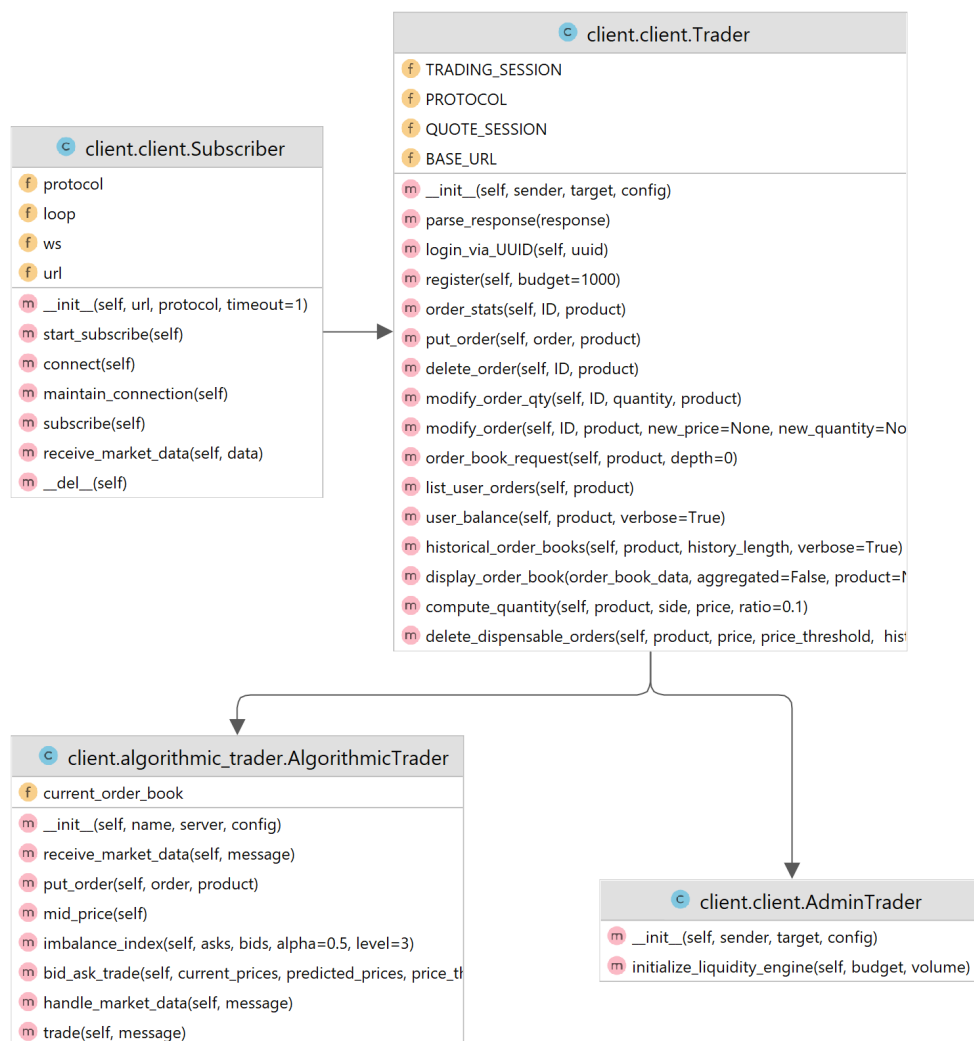 client.client.Trader
TRADING_SESSION
PROTOCOL
QUOTE_SESSION
BASE_URL
__init__(self, sender, target, config)
parse_response(response)
login_via_UUID(self, uuid)
register(self, budget=1000)
order_stats(self, ID, product)
put_order(self, order, product)
delete_order(self, ID, product)
modify_order_qty(self, ID, quantity, product)
modify_order(self, ID, product, new_price=None, new_quantity=No
order_book_request(self, product, depth=0)
list_user_orders(self, product)
user_balance(self, product, verbose=True)
historical_order_books(self, product, history_length, verbose=True)
display_order_book(order_book_data, aggregated=False, product=N
compute_quantity(self, product, side, price, ratio=0.1)
delete_dispensable_orders(self, product, price, price_threshold, his
client.client.Subscriber
protocol
loop
ws
url
__init__(self, url, protocol, timeout=1)
start_subscribe(self)
connect(self)
maintain_connection(self)
subscribe(self)
receive_market_data(self, data)
__del__(self)
client.algorithmic_trader.AlgorithmicTrader
current_order_book
__init__(self, name, server, config)
receive_market_data(self, message)
put_order(self, order, product)
mid_price(self)
imbalance_index(self, asks, bids, alpha=0.5, level=3)
bid_ask_trade(self, current_prices, predicted_prices, price_th
handle_market_data(self, message)
trade(self, message)
client.client.AdminTrader
__init__(self, sender, target, config)
initialize_liquidity_engine(self, budget, volume)